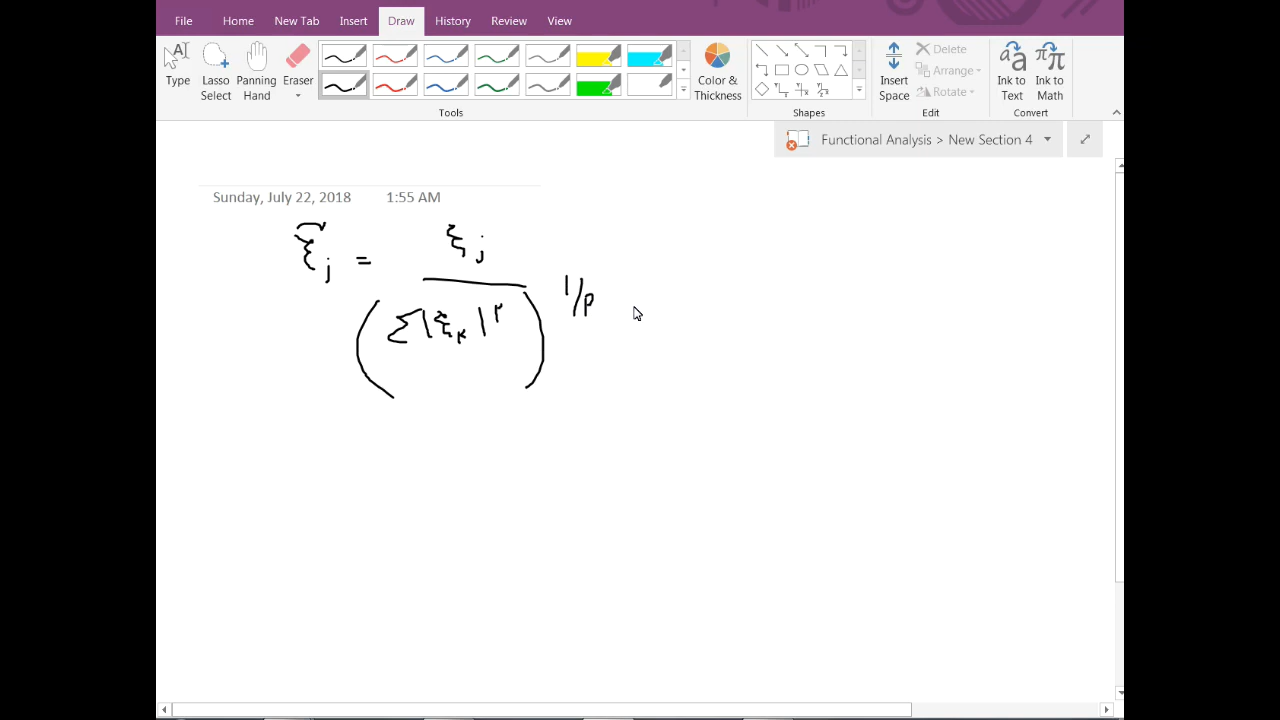 File Home New Tab Insert Draw History Review View
Type Lasso Select Panning Hand Eraser Color & Thickness Insert Space Delete Arrange Rotate Ink to Text Ink to Math
Tools Shapes Edit Convert
Functional Analysis > New Section 4
Sunday, July 22, 2018 1:55 AM
ξ̃j = ξj
(Σ|ξk|^p)^1/p